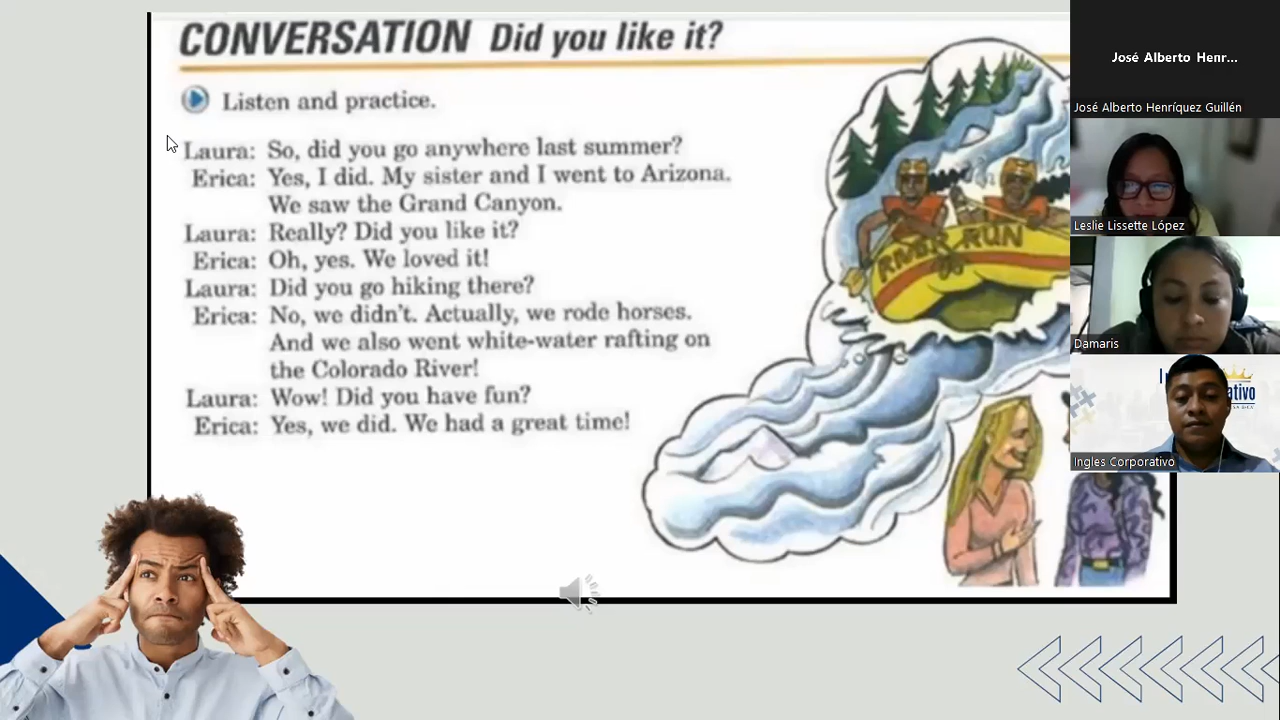 CONVERSATION Did you like it?
Listen and practice.
Laura: So, did you go anywhere last summer?
Erica: Yes, I did. My sister and I went to Arizona.
We saw the Grand Canyon.
Laura: Really? Did you like it?
Erica: Oh, yes. We loved it!
Laura: Did you go hiking there?
Erica: No, we didn't. Actually, we rode horses.
And we also went white-water rafting on
the Colorado River!
Laura: Wow! Did you have fun?
Erica: Yes, we did. We had a great time!
RIVER RUN
José Alberto Henr...
José Alberto Henríquez Guillén
Leslie Lissette López
Damaris
Ingles Corporativo